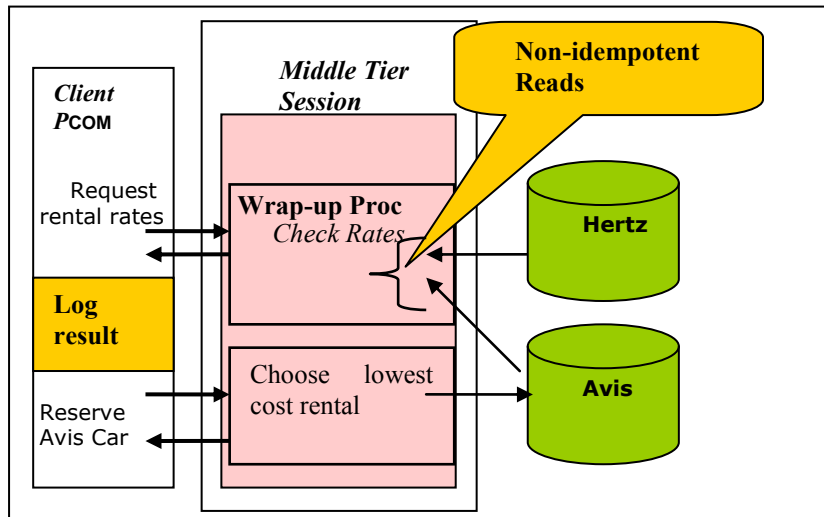 Client
PCOM
Request
rental rates
Log
result
Reserve
Avis Car
Middle Tier
Session
Wrap-up Proc
Check Rates
Choose lowest
cost rental
Non-idempotent
Reads
Hertz
Avis